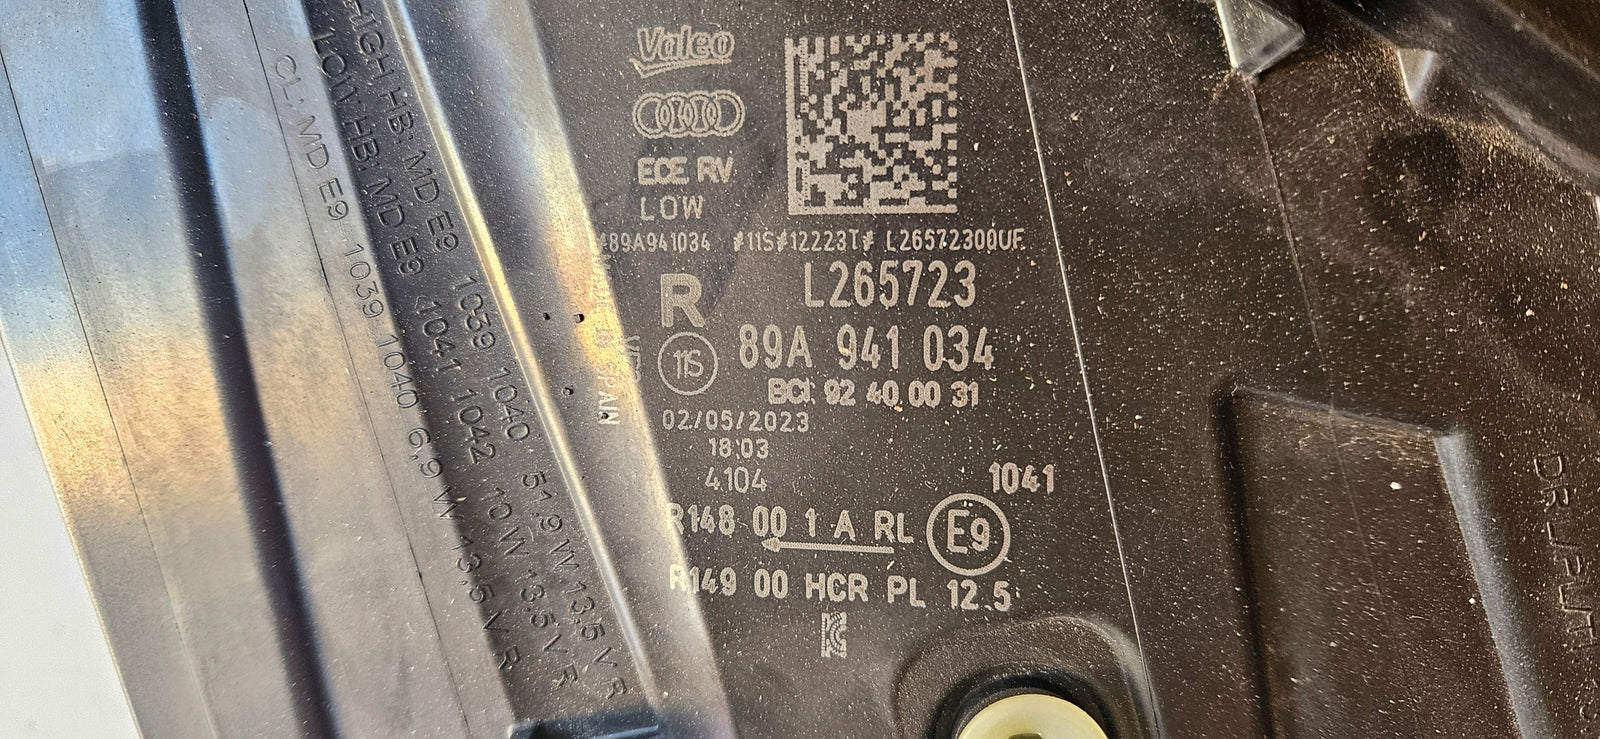 Valeo
ECE RV
LOW
#89A941034 #11S#12223T# L26572300UF
R L265723
11S 89A 941 034
BCI 92 40 00 31
02/05/2023
18:03
4104
1041
R148 00 1 A RL E9
R149 00 HCR PL 12.5
HIGH HB: MD E9 1039 1040 51,9 W 13,5 V R
LOW HB: MD E9 1041 1042 10 W 13,5 V R
CL: MD E9 1039 1040 6,9 W 13,5 V R
SPAIN